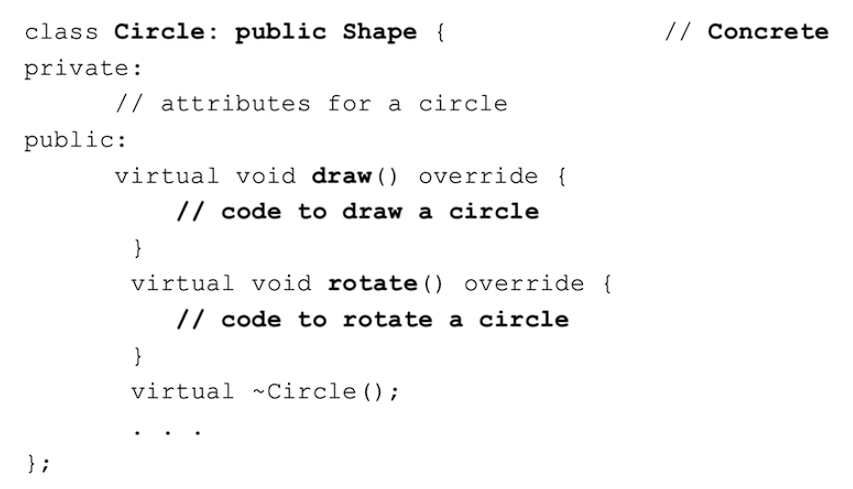 class Circle: public Shape { // Concrete
private:
// attributes for a circle
public:
virtual void draw() override {
// code to draw a circle
}
virtual void rotate() override {
// code to rotate a circle
}
virtual ~Circle();
. . .
};